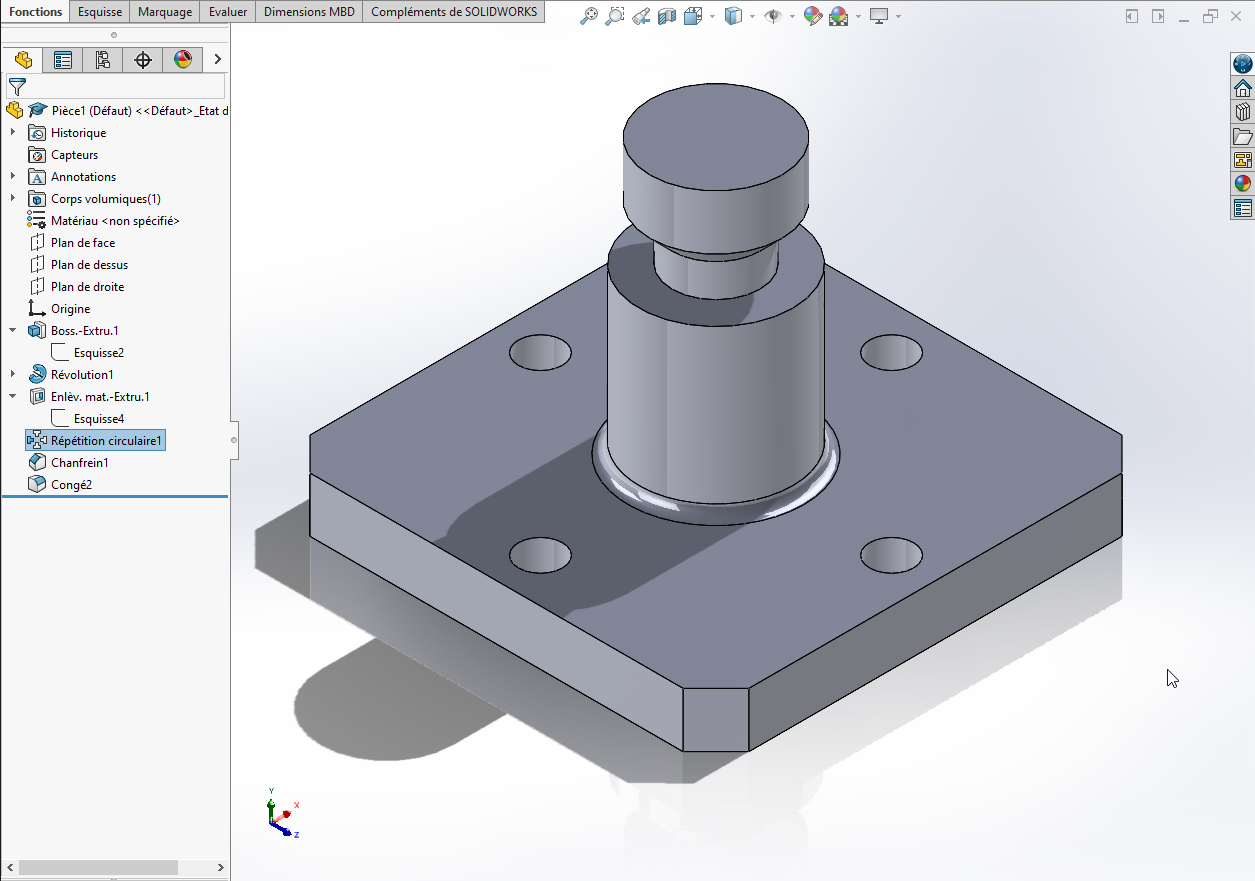 Fonctions Esquisse Marquage Evaluer Dimensions MBD Compléments de SOLIDWORKS
Pièce1 (Défaut) <<Défaut>_Etat d
Historique
Capteurs
A Annotations
Corps volumiques(1)
Matériau <non spécifié>
Plan de face
Plan de dessus
Plan de droite
Origine
Boss.-Extru.1
Esquisse2
Révolution1
Enlèv. mat.-Extru.1
Esquisse4
Répétition circulaire1
Chanfrein1
Congé2
Y
X
Z